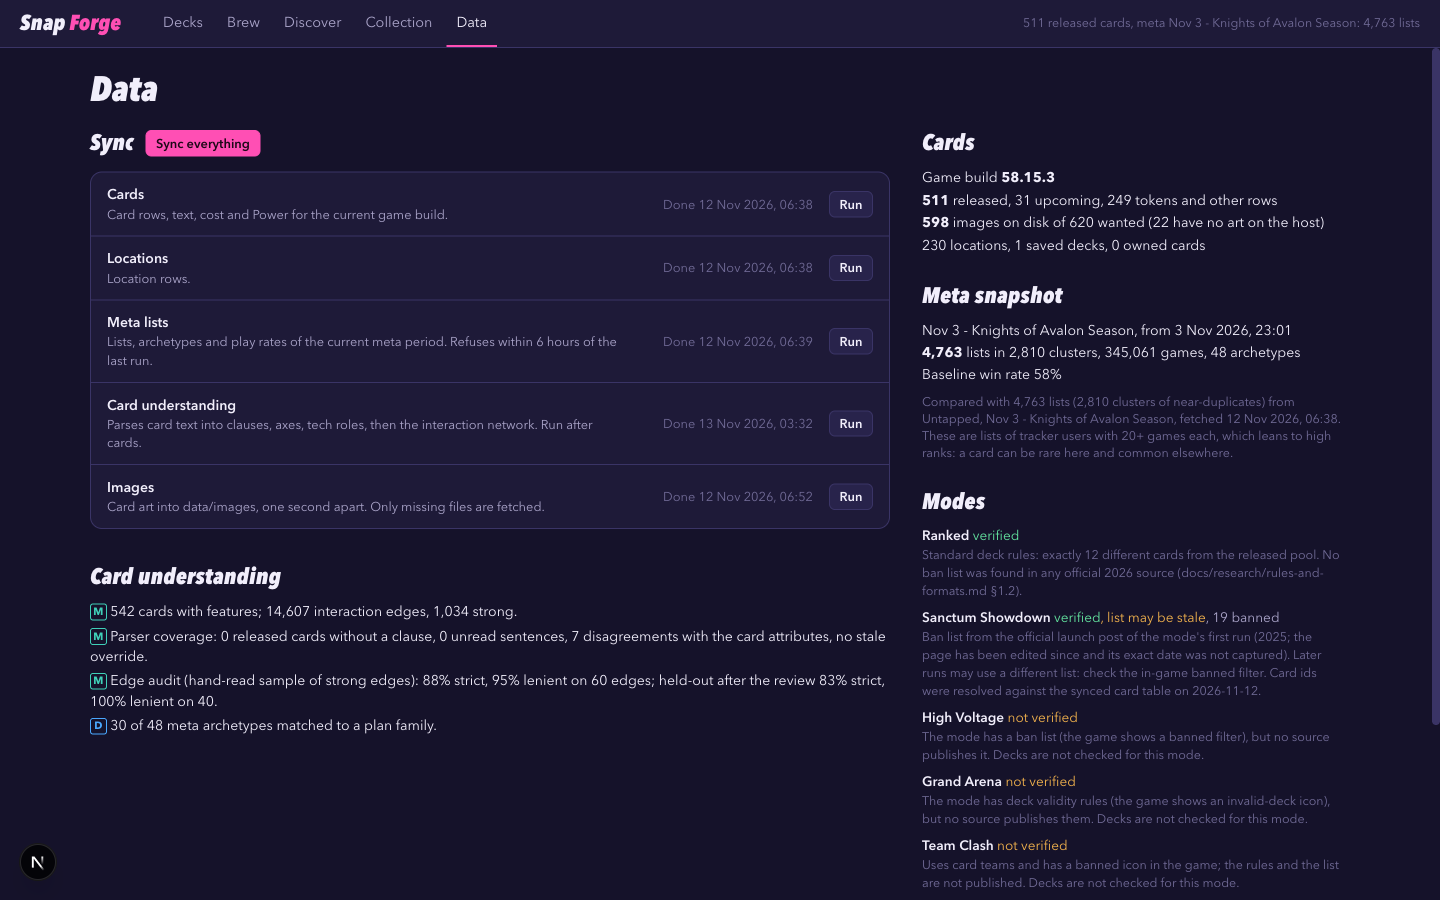 Snap Forge
Decks
Brew
Discover
Collection
Data
511 released cards, meta Nov 3 - Knights of Avalon Season: 4,763 lists
Data
Sync
Sync everything
Cards
Card rows, text, cost and Power for the current game build.
Done 12 Nov 2026, 06:38
Run
Locations
Location rows.
Done 12 Nov 2026, 06:38
Run
Meta lists
Lists, archetypes and play rates of the current meta period. Refuses within 6 hours of the
last run.
Done 12 Nov 2026, 06:39
Run
Card understanding
Parses card text into clauses, axes, tech roles, then the interaction network. Run after
cards.
Done 13 Nov 2026, 03:32
Run
Images
Card art into data/images, one second apart. Only missing files are fetched.
Done 12 Nov 2026, 06:52
Run
Card understanding
M 542 cards with features; 14,607 interaction edges, 1,034 strong.
M Parser coverage: 0 released cards without a clause, 0 unread sentences, 7 disagreements with the card attributes, no stale
override.
M Edge audit (hand-read sample of strong edges): 88% strict, 95% lenient on 60 edges; held-out after the review 83% strict,
100% lenient on 40.
D 30 of 48 meta archetypes matched to a plan family.
Cards
Game build 58.15.3
511 released, 31 upcoming, 249 tokens and other rows
598 images on disk of 620 wanted (22 have no art on the host)
230 locations, 1 saved decks, 0 owned cards
Meta snapshot
Nov 3 - Knights of Avalon Season, from 3 Nov 2026, 23:01
4,763 lists in 2,810 clusters, 345,061 games, 48 archetypes
Baseline win rate 58%
Compared with 4,763 lists (2,810 clusters of near-duplicates) from
Untapped, Nov 3 - Knights of Avalon Season, fetched 12 Nov 2026, 06:38.
These are lists of tracker users with 20+ games each, which leans to high
ranks: a card can be rare here and common elsewhere.
Modes
Ranked verified
Standard deck rules: exactly 12 different cards from the released pool. No
ban list was found in any official 2026 source (docs/research/rules-and-
formats.md §1.2).
Sanctum Showdown verified, list may be stale, 19 banned
Ban list from the official launch post of the mode's first run (2025; the
page has been edited since and its exact date was not captured). Later
runs may use a different list: check the in-game banned filter. Card ids
were resolved against the synced card table on 2026-11-12.
High Voltage not verified
The mode has a ban list (the game shows a banned filter), but no source
publishes it. Decks are not checked for this mode.
Grand Arena not verified
The mode has deck validity rules (the game shows an invalid-deck icon),
but no source publishes them. Decks are not checked for this mode.
Team Clash not verified
Uses card teams and has a banned icon in the game; the rules and the list
are not published. Decks are not checked for this mode.
N